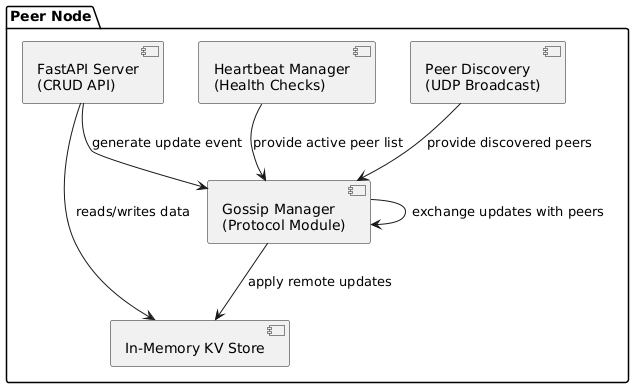 Peer Node
FastAPI Server
(CRUD API)
Heartbeat Manager
(Health Checks)
Peer Discovery
(UDP Broadcast)
generate update event
provide active peer list
provide discovered peers
reads/writes data
Gossip Manager
(Protocol Module)
exchange updates with peers
apply remote updates
In-Memory KV Store